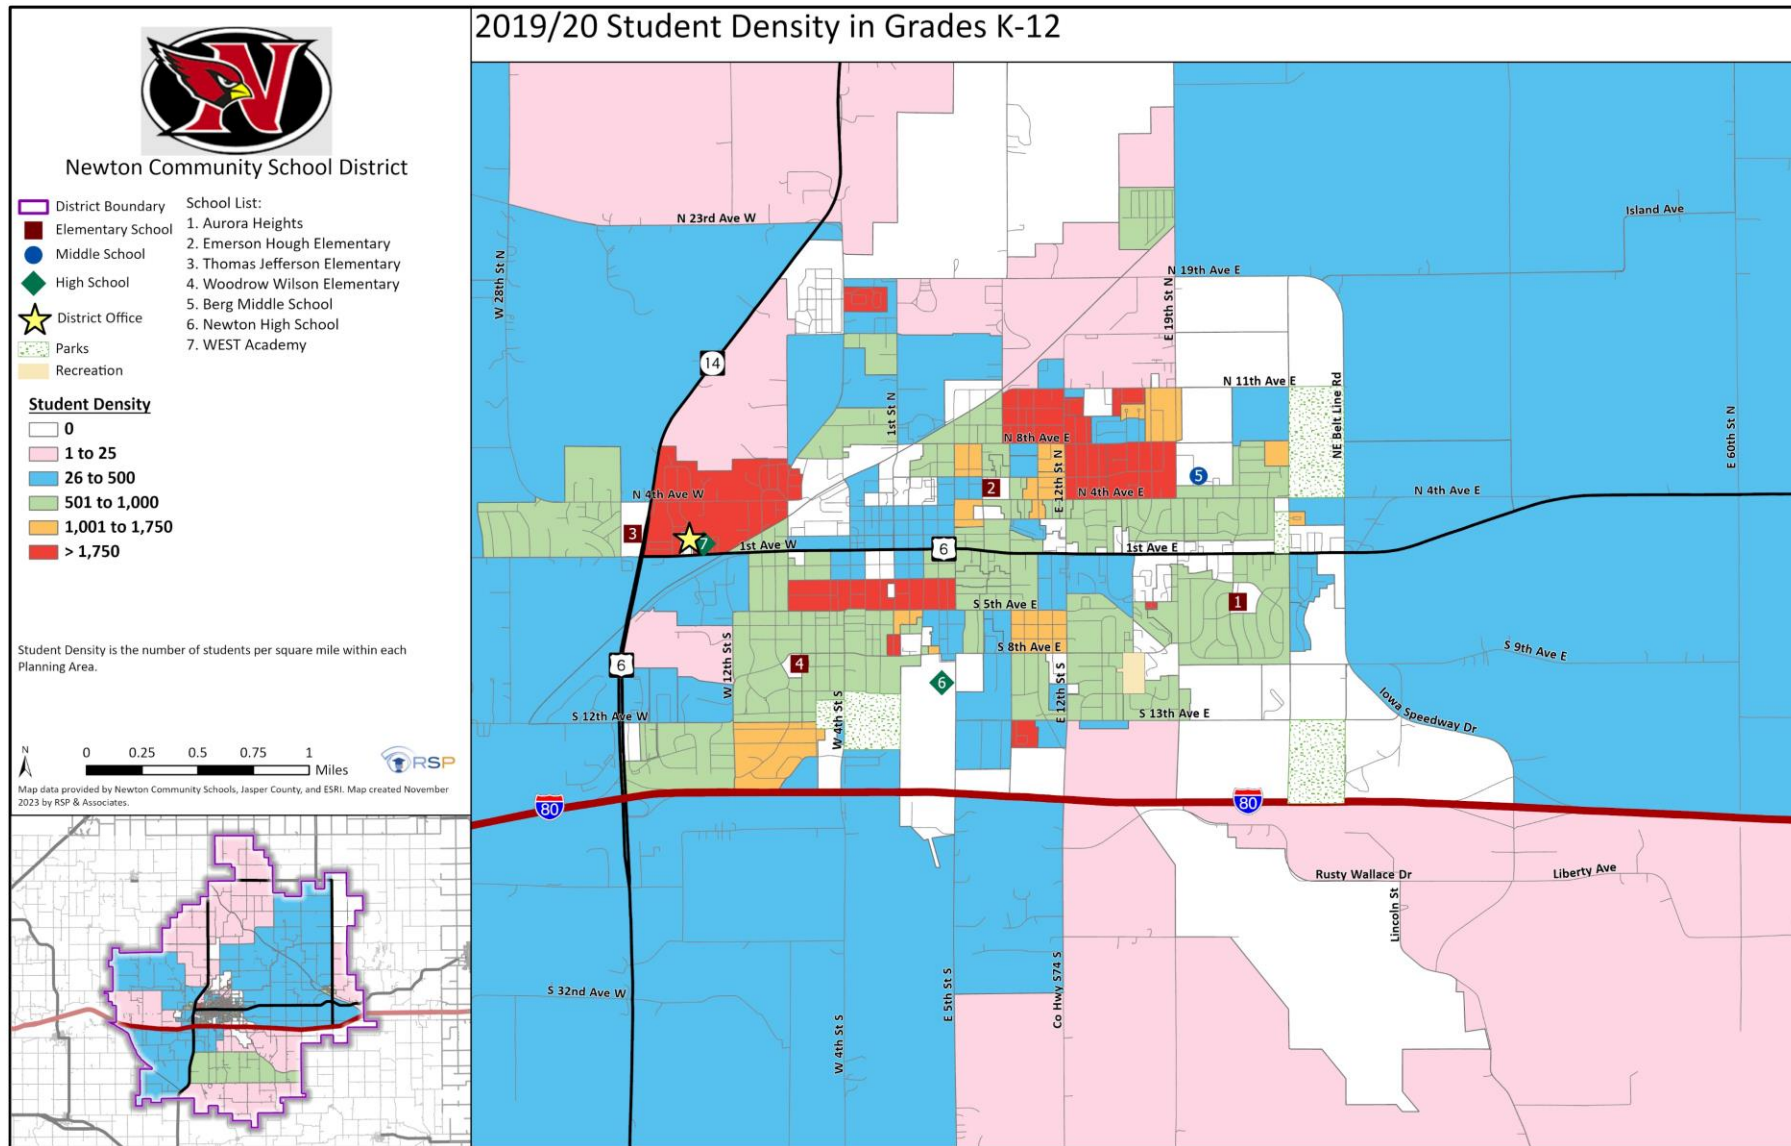 2019/20 Student Density in Grades K-12
N
Newton Community School District
District Boundary
Elementary School
Middle School
High School
District Office
Parks
Recreation
School List:
1. Aurora Heights
2. Emerson Hough Elementary
3. Thomas Jefferson Elementary
4. Woodrow Wilson Elementary
5. Berg Middle School
6. Newton High School
7. WEST Academy
Student Density
0
1 to 25
26 to 500
501 to 1,000
1,001 to 1,750
> 1,750
Student Density is the number of students per square mile within each
Planning Area.
N
0 0.25 0.5 0.75 1
Miles
RSP
Map data provided by Newton Community Schools, Jasper County, and ESRI. Map created November
2023 by RSP & Associates.
N 23rd Ave W
Island Ave
W 28th St N
N 19th Ave E
E 19th St N
14
1st St N
N 11th Ave E
NE Belt Line Rd
E 60th St N
N 8th Ave E
E 12th St N
5
2
N 4th Ave W
N 4th Ave E
N 4th Ave E
3
7
1st Ave W
6
1st Ave E
1
S 5th Ave E
S 8th Ave E
S 9th Ave E
6
4
W 12th St S
6
E 12th St S
W 4th St S
S 12th Ave W
S 13th Ave E
Iowa Speedway Dr
80
80
Rusty Wallace Dr
Liberty Ave
Lincoln St
S 32nd Ave W
E 5th St S
Co Hwy S74 S
W 4th St S